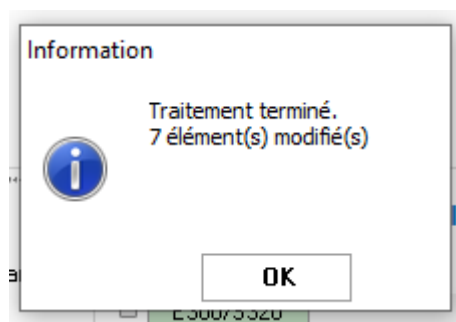 Information
Traitement terminé.
7 élément(s) modifié(s)
OK